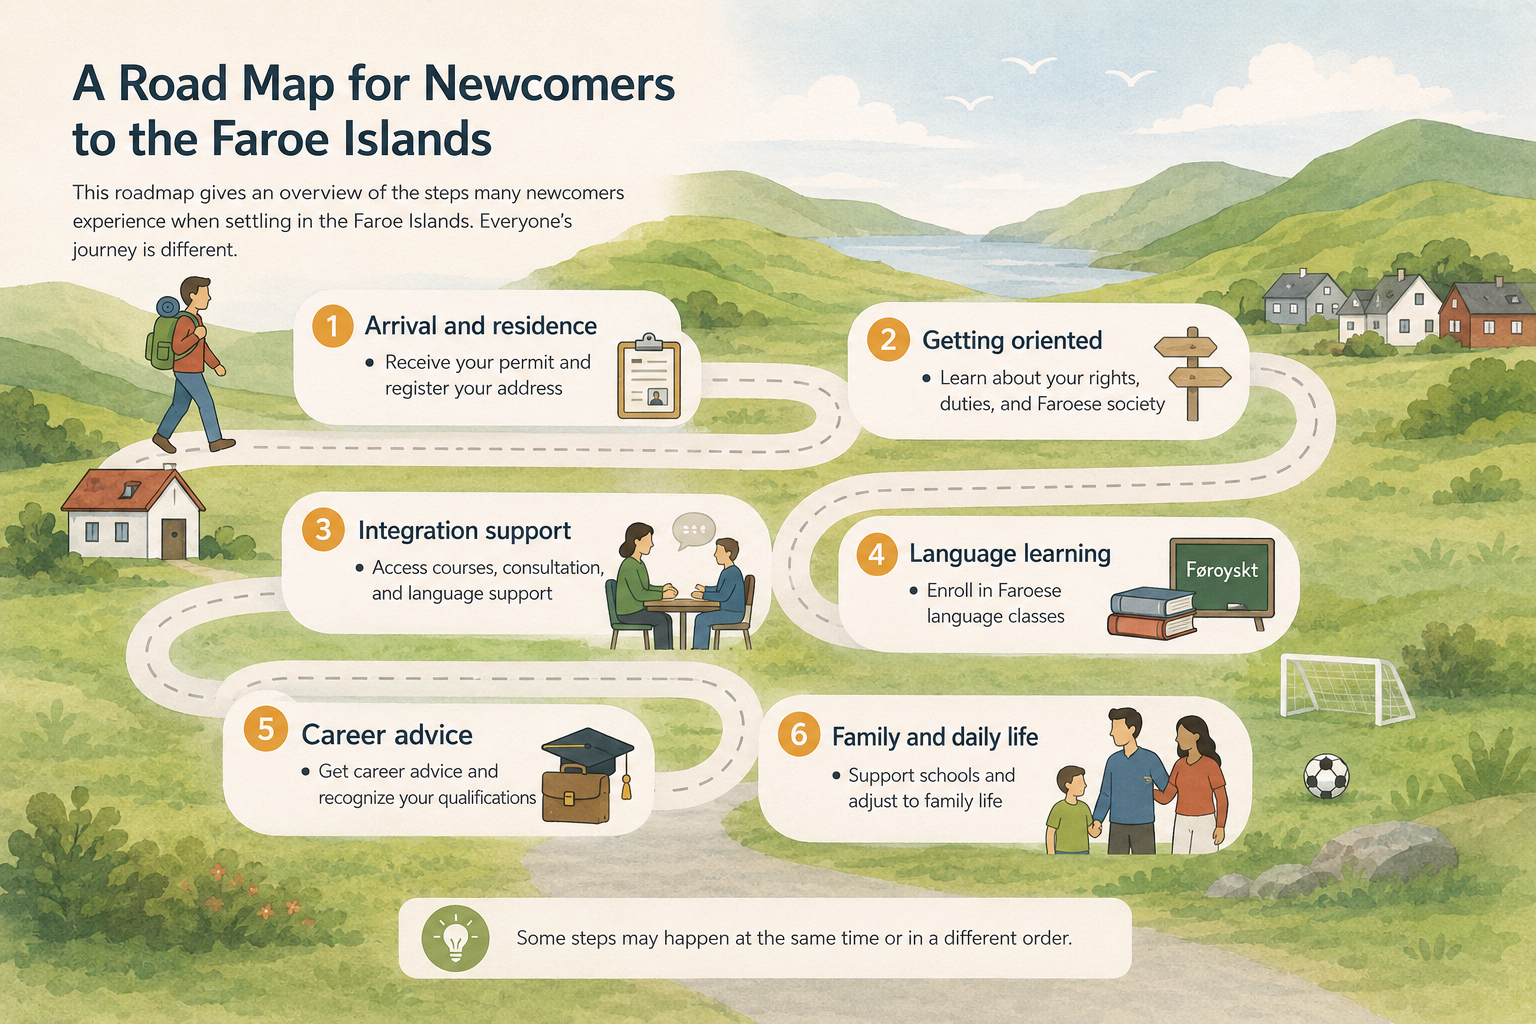 A Road Map for Newcomers
to the Faroe Islands
This roadmap gives an overview of the steps many newcomers
experience when settling in the Faroe Islands. Everyone's
journey is different.
1 Arrival and residence
• Receive your permit and
register your address
2 Getting oriented
• Learn about your rights,
duties, and Faroese society
3 Integration support
• Access courses, consultation,
and language support
4 Language learning
• Enroll in Faroese
language classes
Føroyskt
5 Career advice
• Get career advice and
recognize your qualifications
6 Family and daily life
• Support schools and
adjust to family life
Some steps may happen at the same time or in a different order.